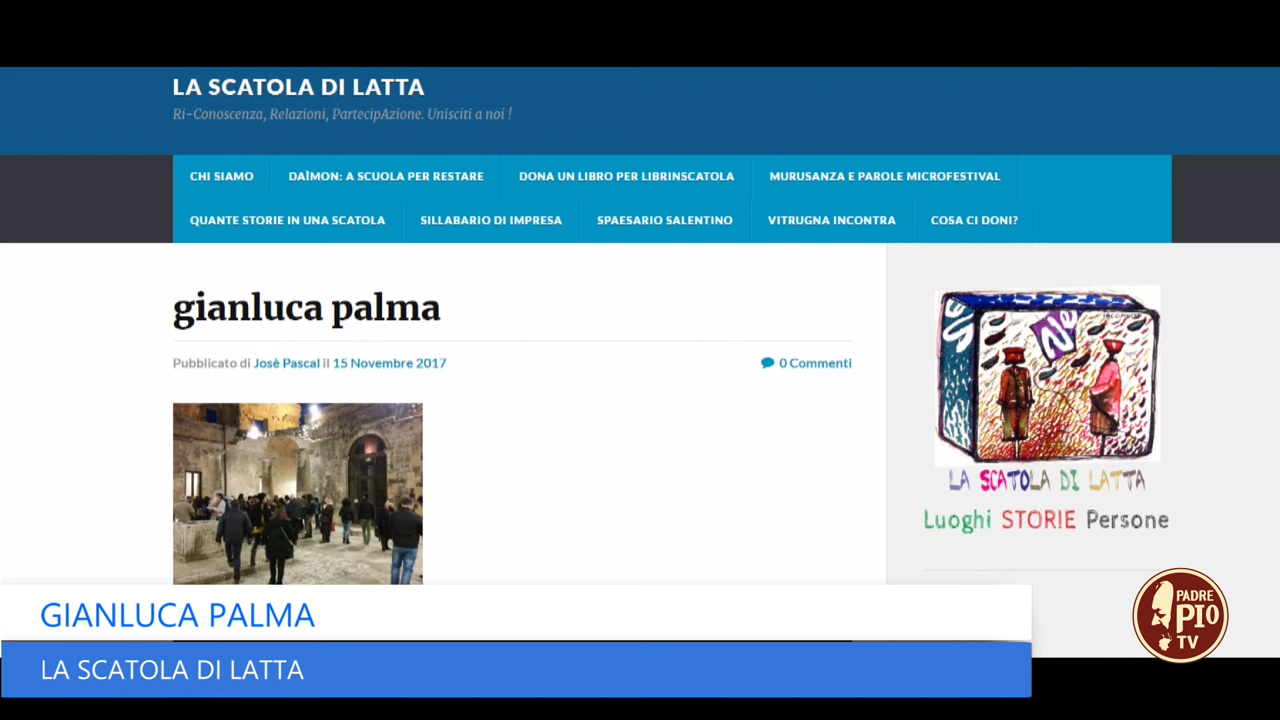 LA SCATOLA DI LATTA
Ri-Conoscenza, Relazioni, PartecipAzione. Unisciti a noi !
CHI SIAMO DAÌMON: A SCUOLA PER RESTARE DONA UN LIBRO PER LIBRINSCATOLA MURUSANZA E PAROLE MICROFESTIVAL
QUANTE STORIE IN UNA SCATOLA SILLABARIO DI IMPRESA SPAESARIO SALENTINO VITRUGNA INCONTRA COSA CI DONI?
gianluca palma
Pubblicato di Josè Pascal il 15 Novembre 2017 0 Commenti
LA SCATOLA DI LATTA
Luoghi STORIE Persone
GIANLUCA PALMA
LA SCATOLA DI LATTA
PADRE
PIO
TV